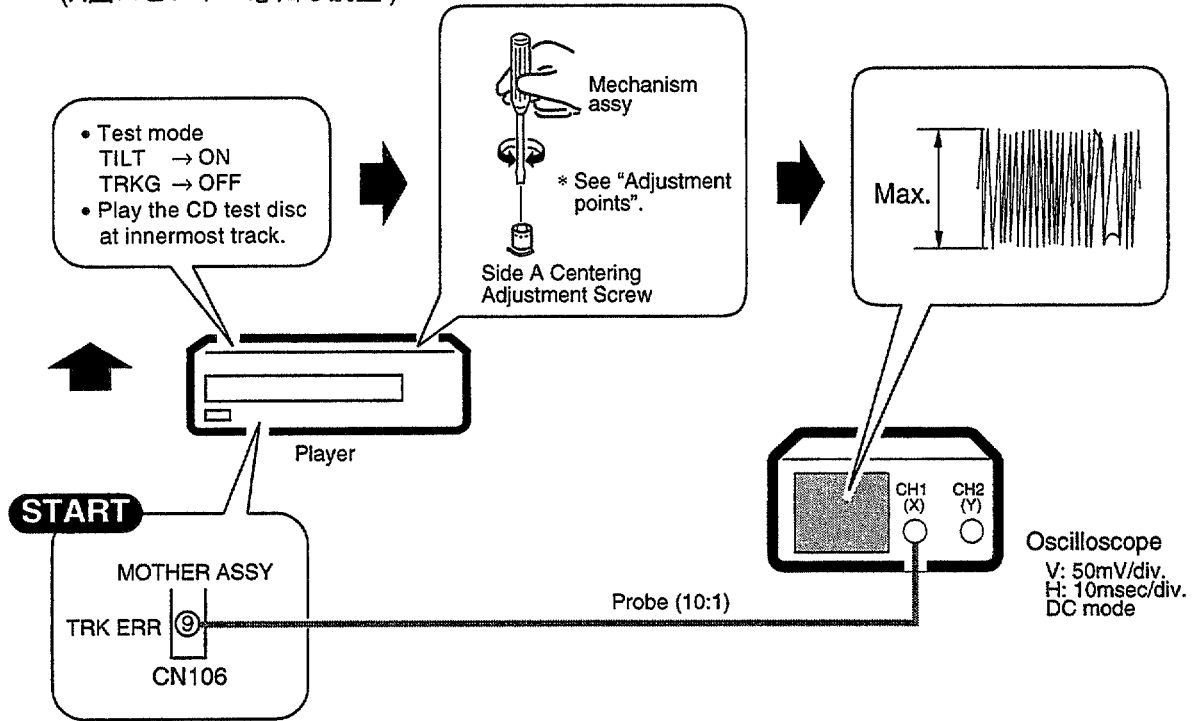 • Test mode
TILT → ON
TRKG → OFF
• Play the CD test disc
at innermost track.
Mechanism
assy
* See "Adjustment
points".
Side A Centering
Adjustment Screw
Max.
Player
START
MOTHER ASSY
TRK ERR ⑨
CN106
Probe (10:1)
CH1
(X)
CH2
(Y)
Oscilloscope
V: 50mV/div.
H: 10msec/div.
DC mode